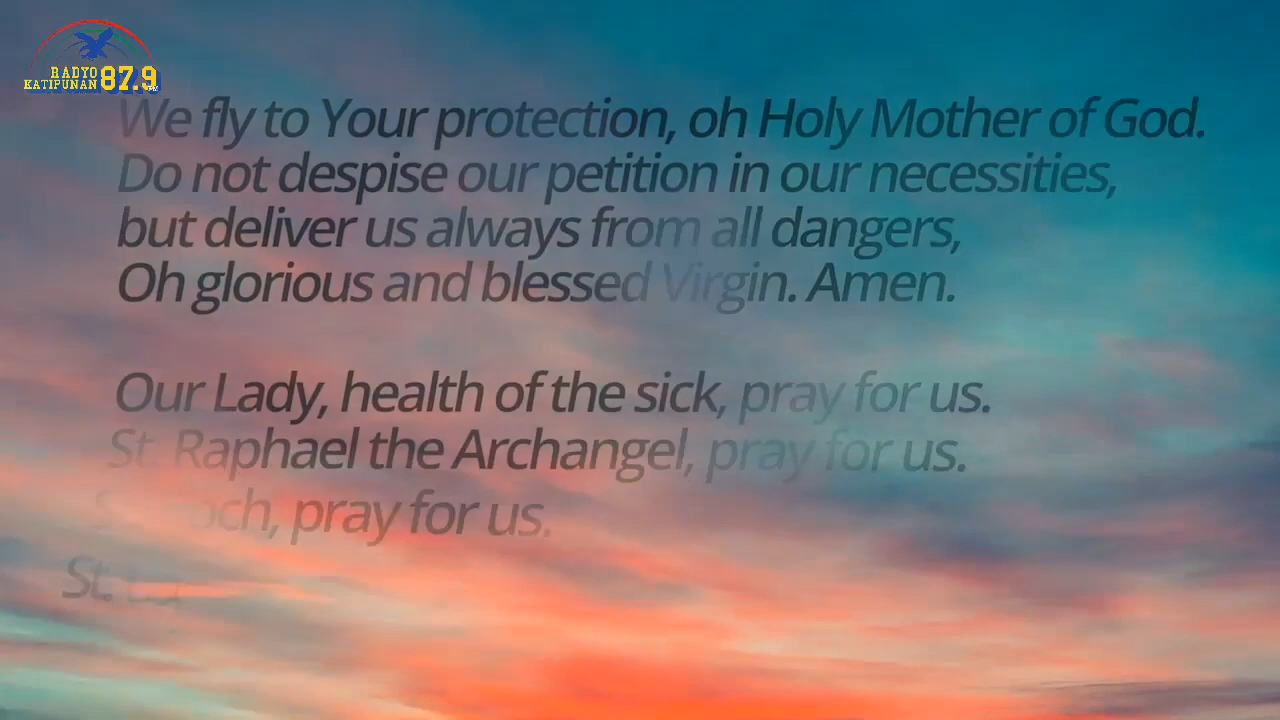 RADYO
KATIPUNAN 87.9
We fly to Your protection, oh Holy Mother of God.
Do not despise our petition in our necessities,
but deliver us always from all dangers,
Oh glorious and blessed Virgin. Amen.
Our Lady, health of the sick, pray for us.
St. Raphael the Archangel, pray for us.
pray for us.
St.